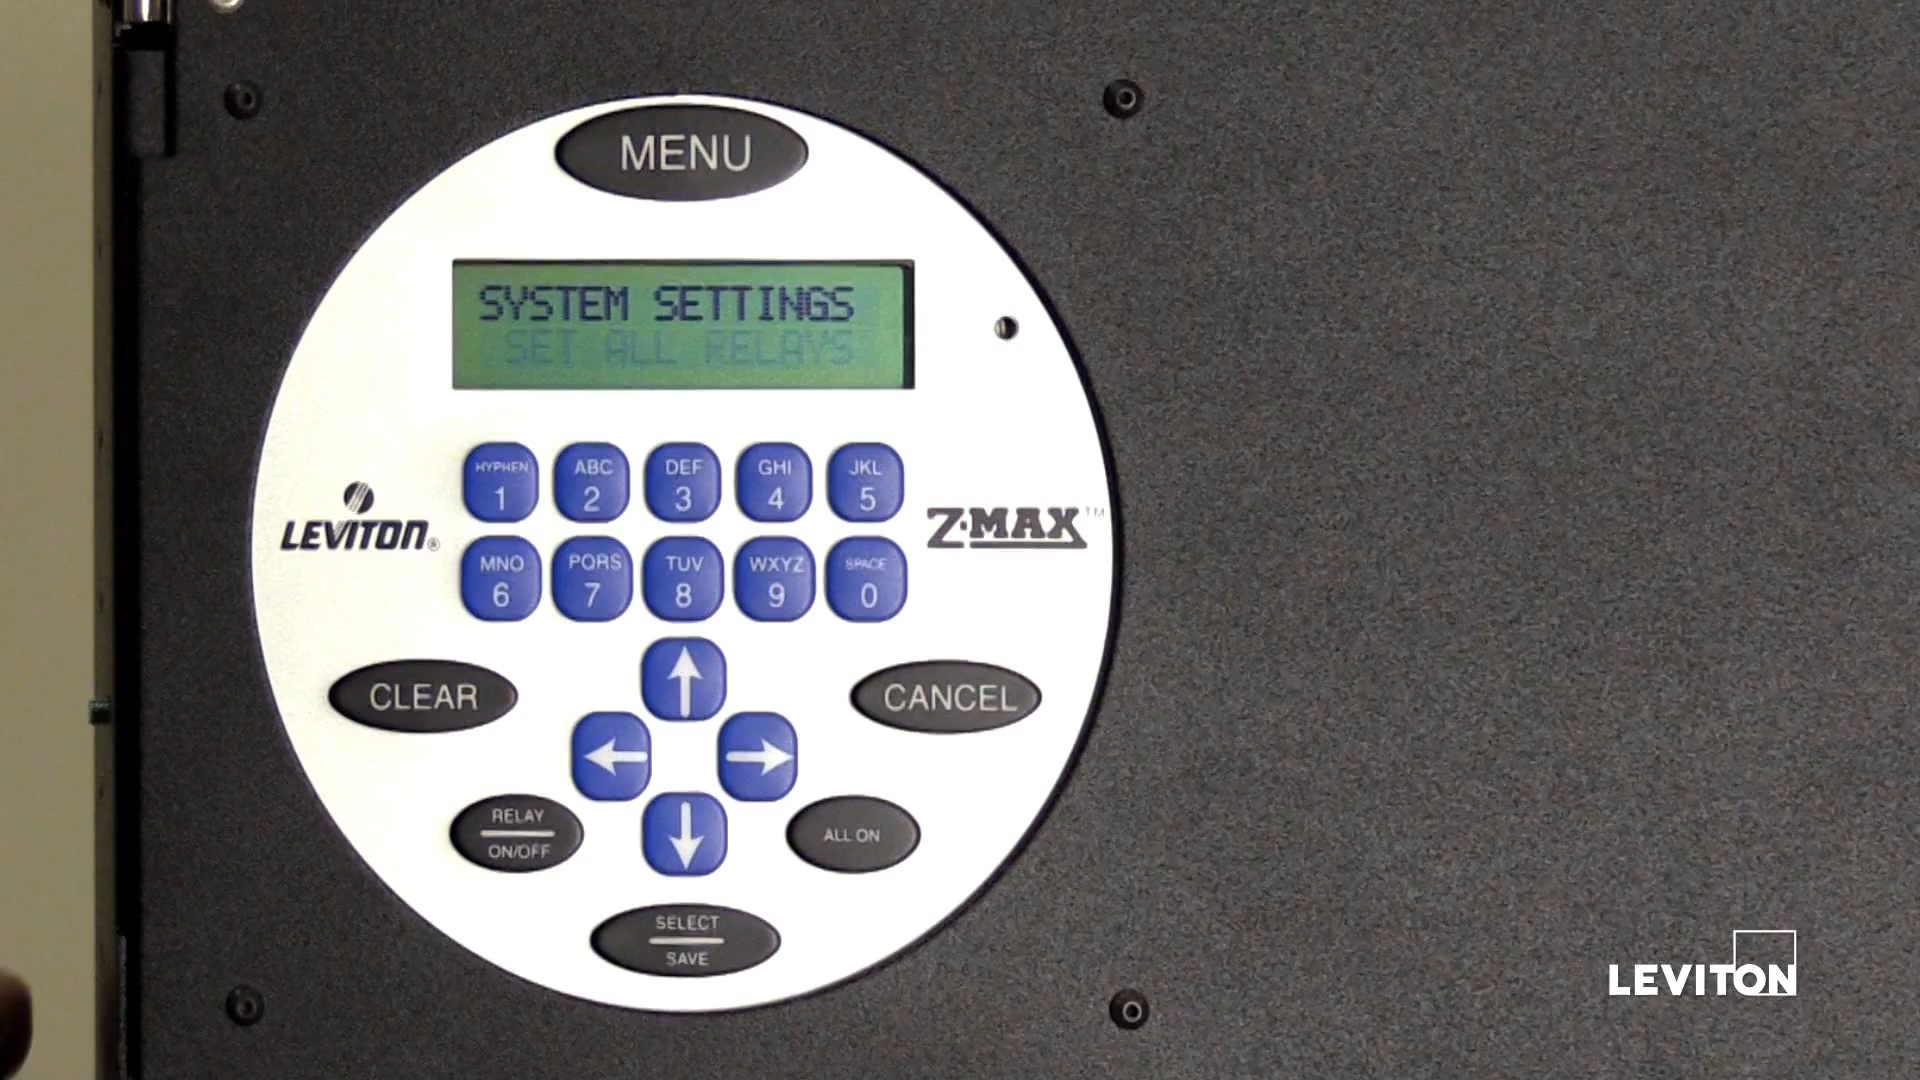 MENU
SYSTEM SETTINGS
SET ALL RELAYS
HYPHEN ABC DEF GHI JKL
1 2 3 4 5
LEVITON®
Z·MAX™
MNO PQRS TUV WXYZ SPACE
6 7 8 9 0
CLEAR
CANCEL
RELAY
ON/OFF
ALL ON
SELECT
SAVE
LEVITON